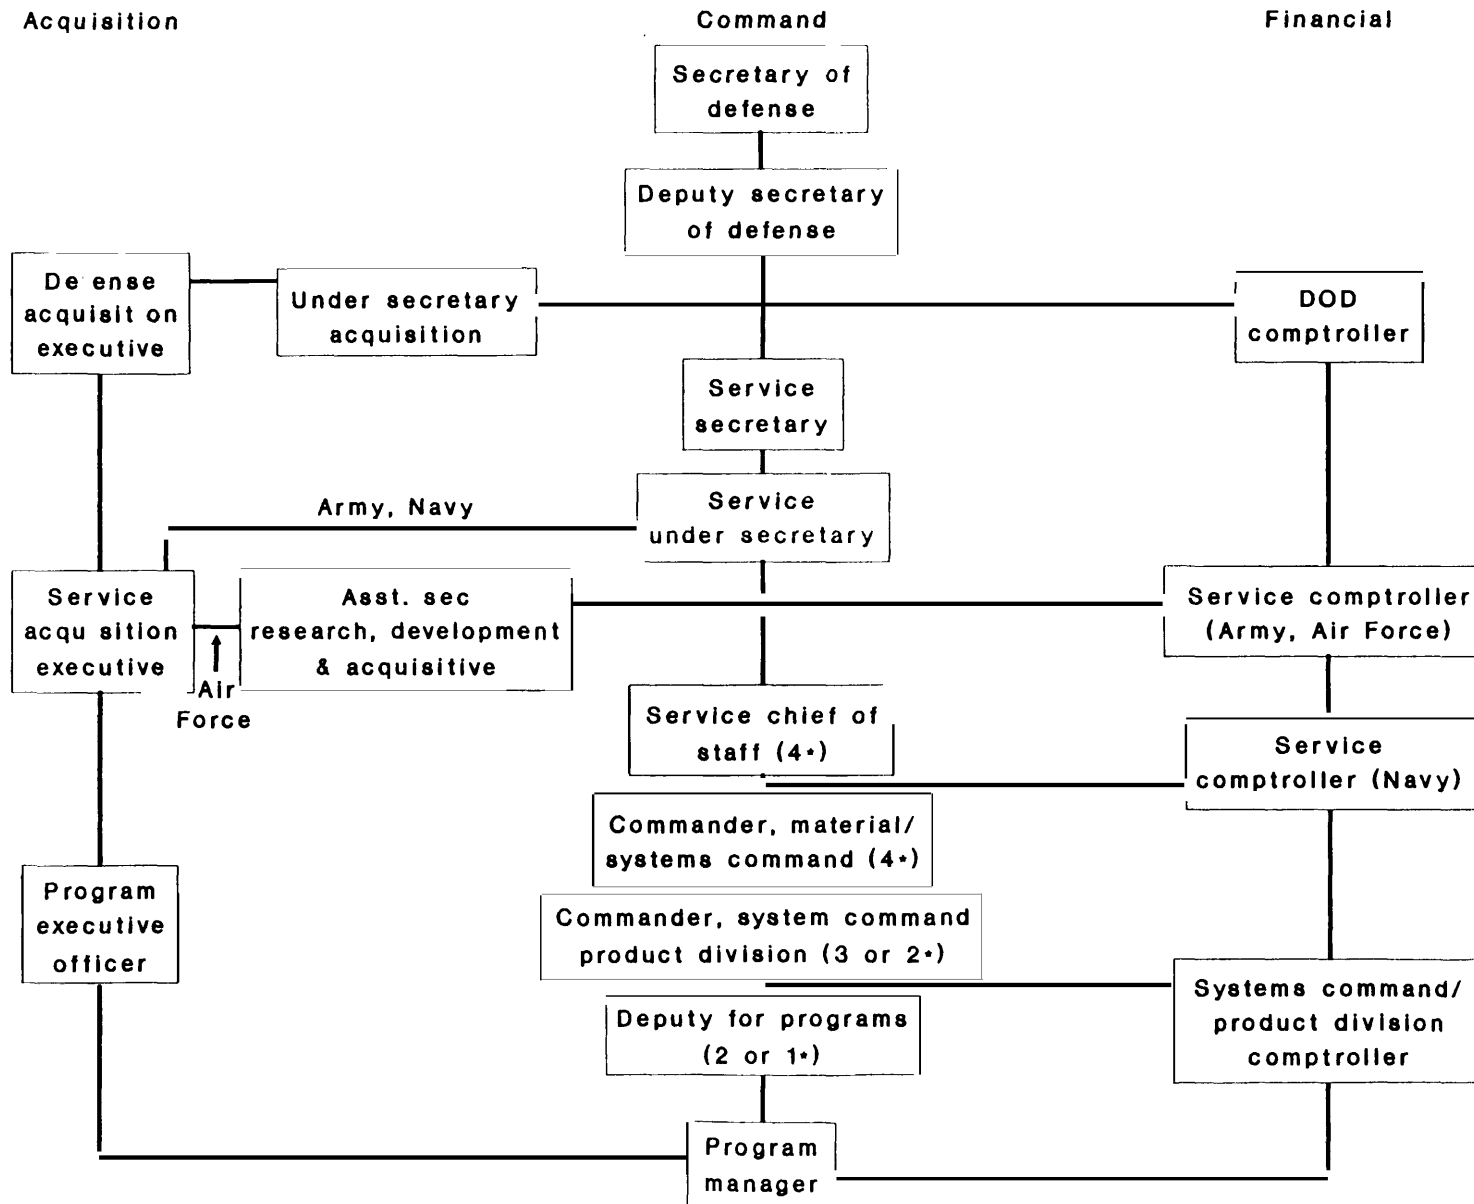 Acquisition
Command
Financial
Secretary of
defense
Deputy secretary
of defense
De ense
acquisit on
executive
Under secretary
acquisition
DOD
comptroller
Service
secretary
Army, Navy
Service
under secretary
Service
acqu sition
executive
Air
Force
Asst. sec
research, development
& acquisitive
Service comptroller
(Army, Air Force)
Service chief of
staff (4*)
Service
comptroller (Navy)
Commander, material/
systems command (4*)
Program
executive
officer
Commander, system command
product division (3 or 2*)
Systems command/
product division
comptroller
Deputy for programs
(2 or 1*)
Program
manager